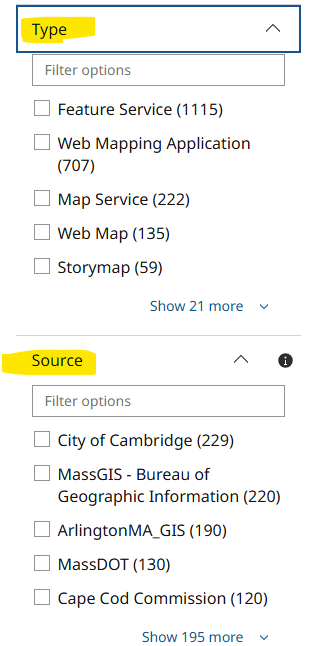 Type
Filter options
Feature Service (1115)
Web Mapping Application
(707)
Map Service (222)
Web Map (135)
Storymap (59)
Show 21 more
Source
Filter options
City of Cambridge (229)
MassGIS - Bureau of
Geographic Information (220)
ArlingtonMA_GIS (190)
MassDOT (130)
Cape Cod Commission (120)
Show 195 more